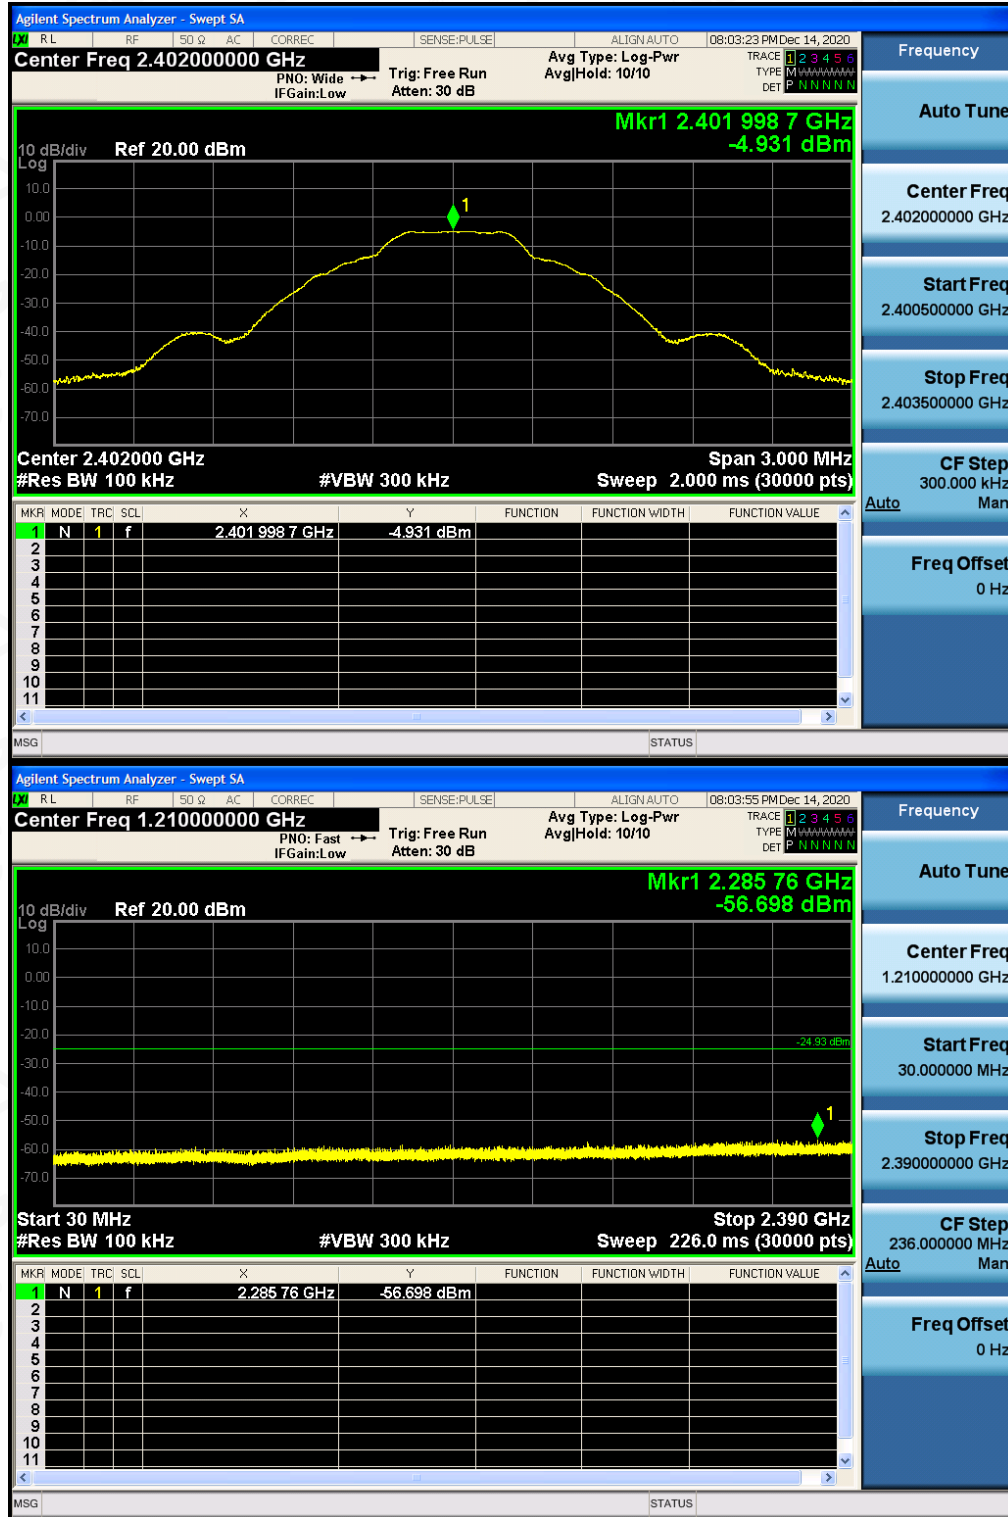 Agilent Spectrum Analyzer - Swept SA
LXI RL RF 50 Ω AC CORREC SENSE:PULSE ALIGN AUTO 08:03:23 PM Dec 14, 2020
Center Freq 2.402000000 GHz
PNO: Wide
IFGain:Low
Trig: Free Run
Atten: 30 dB
Avg Type: Log-Pwr
Avg|Hold: 10/10
TRACE 1 2 3 4 5 6
TYPE M
DET P N N N N N
Mkr1 2.401 998 7 GHz
-4.931 dBm
10 dB/div Ref 20.00 dBm
Log
10.0
0.00
-10.0
-20.0
-30.0
-40.0
-50.0
-60.0
-70.0
1
Center 2.402000 GHz Span 3.000 MHz
#Res BW 100 kHz #VBW 300 kHz Sweep 2.000 ms (30000 pts)
MKR MODE TRC SCL X Y FUNCTION FUNCTION WIDTH FUNCTION VALUE
1 N 1 f 2.401 998 7 GHz -4.931 dBm
2
3
4
5
6
7
8
9
10
11
MSG STATUS
Frequency
Auto Tune
Center Freq
2.402000000 GHz
Start Freq
2.400500000 GHz
Stop Freq
2.403500000 GHz
CF Step
300.000 kHz
Auto Man
Freq Offset
0 Hz
Agilent Spectrum Analyzer - Swept SA
LXI RL RF 50 Ω AC CORREC SENSE:PULSE ALIGN AUTO 08:03:55 PM Dec 14, 2020
Center Freq 1.210000000 GHz
PNO: Fast
IFGain:Low
Trig: Free Run
Atten: 30 dB
Avg Type: Log-Pwr
Avg|Hold: 10/10
TRACE 1 2 3 4 5 6
TYPE M
DET P N N N N N
Mkr1 2.285 76 GHz
-56.698 dBm
10 dB/div Ref 20.00 dBm
Log
10.0
0.00
-10.0
-20.0
-30.0
-40.0
-50.0
-60.0
-70.0
-24.93 dBm
1
Start 30 MHz Stop 2.390 GHz
#Res BW 100 kHz #VBW 300 kHz Sweep 226.0 ms (30000 pts)
MKR MODE TRC SCL X Y FUNCTION FUNCTION WIDTH FUNCTION VALUE
1 N 1 f 2.285 76 GHz -56.698 dBm
2
3
4
5
6
7
8
9
10
11
MSG STATUS
Frequency
Auto Tune
Center Freq
1.210000000 GHz
Start Freq
30.000000 MHz
Stop Freq
2.390000000 GHz
CF Step
236.000000 MHz
Auto Man
Freq Offset
0 Hz